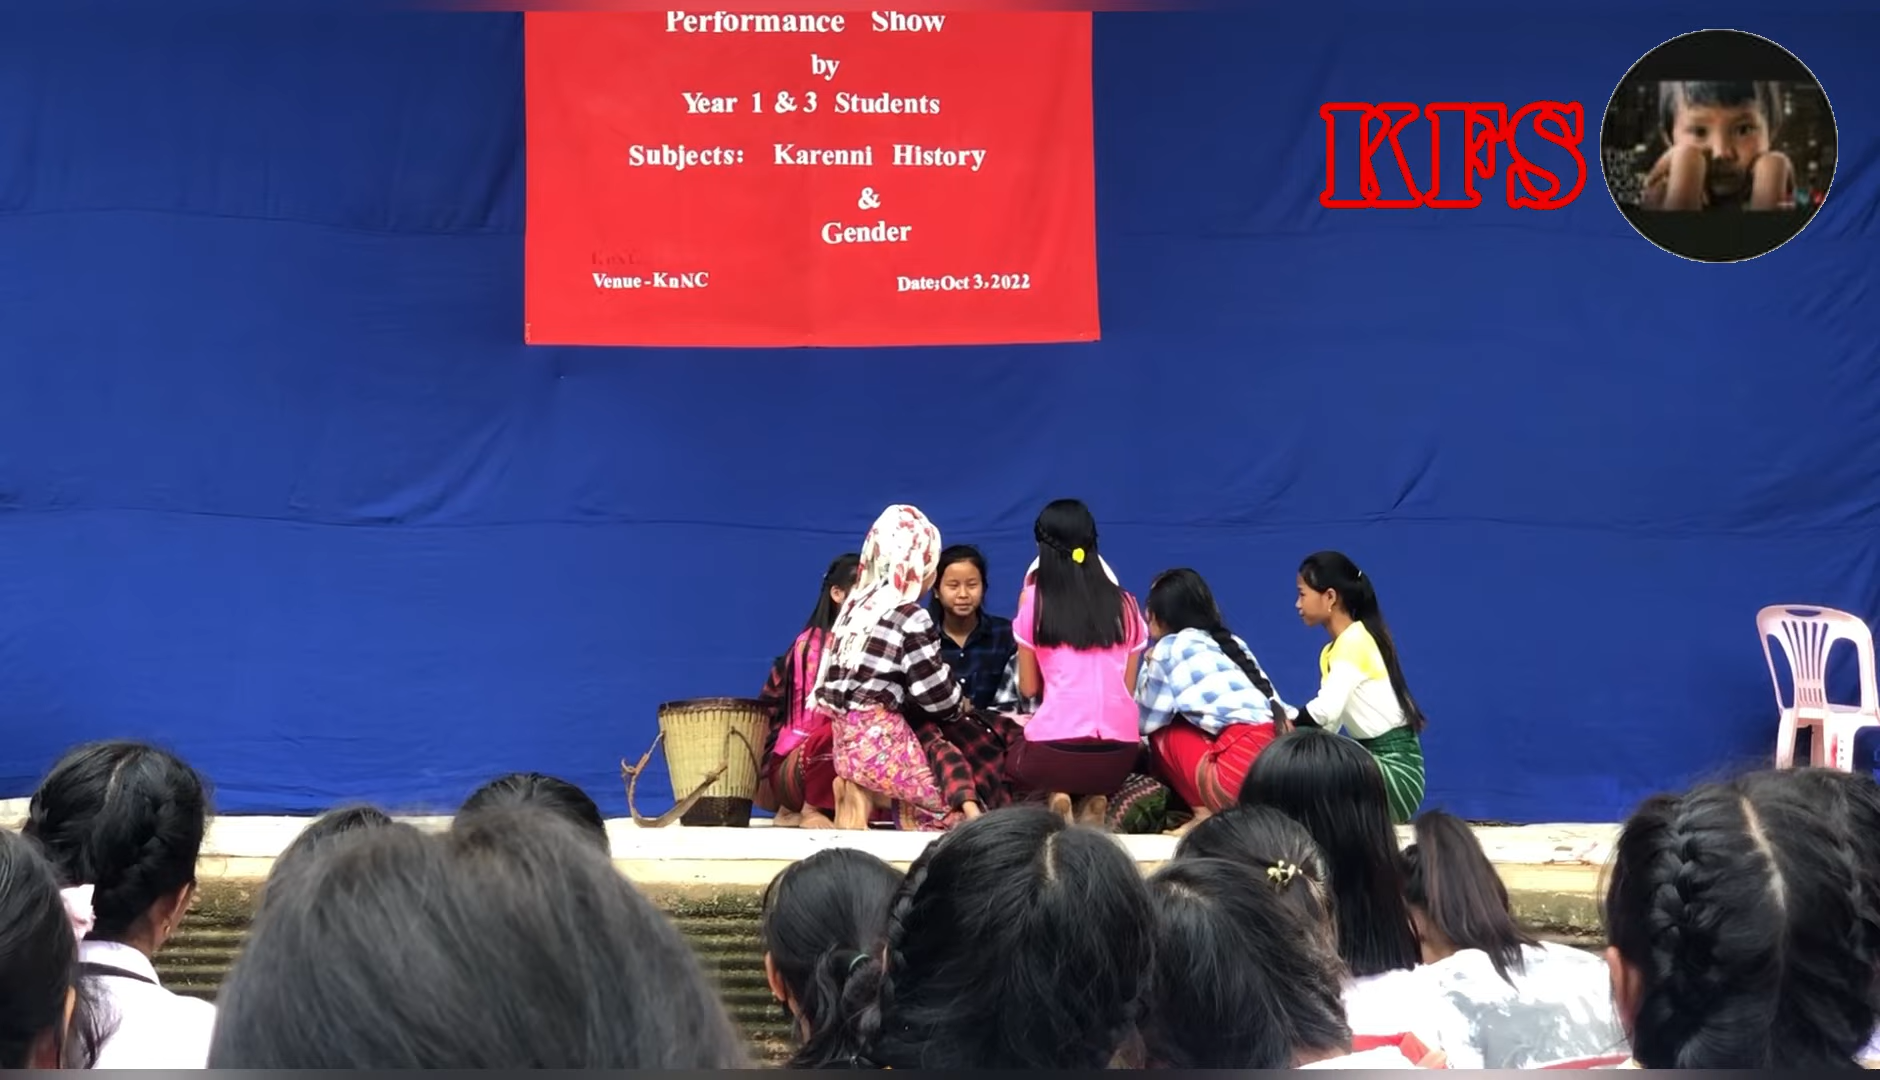 Performance Show
by
Year 1 & 3 Students
Subjects: Karenni History
&
Gender
Venue-KnNC
Date;Oct 3,2022
KFS